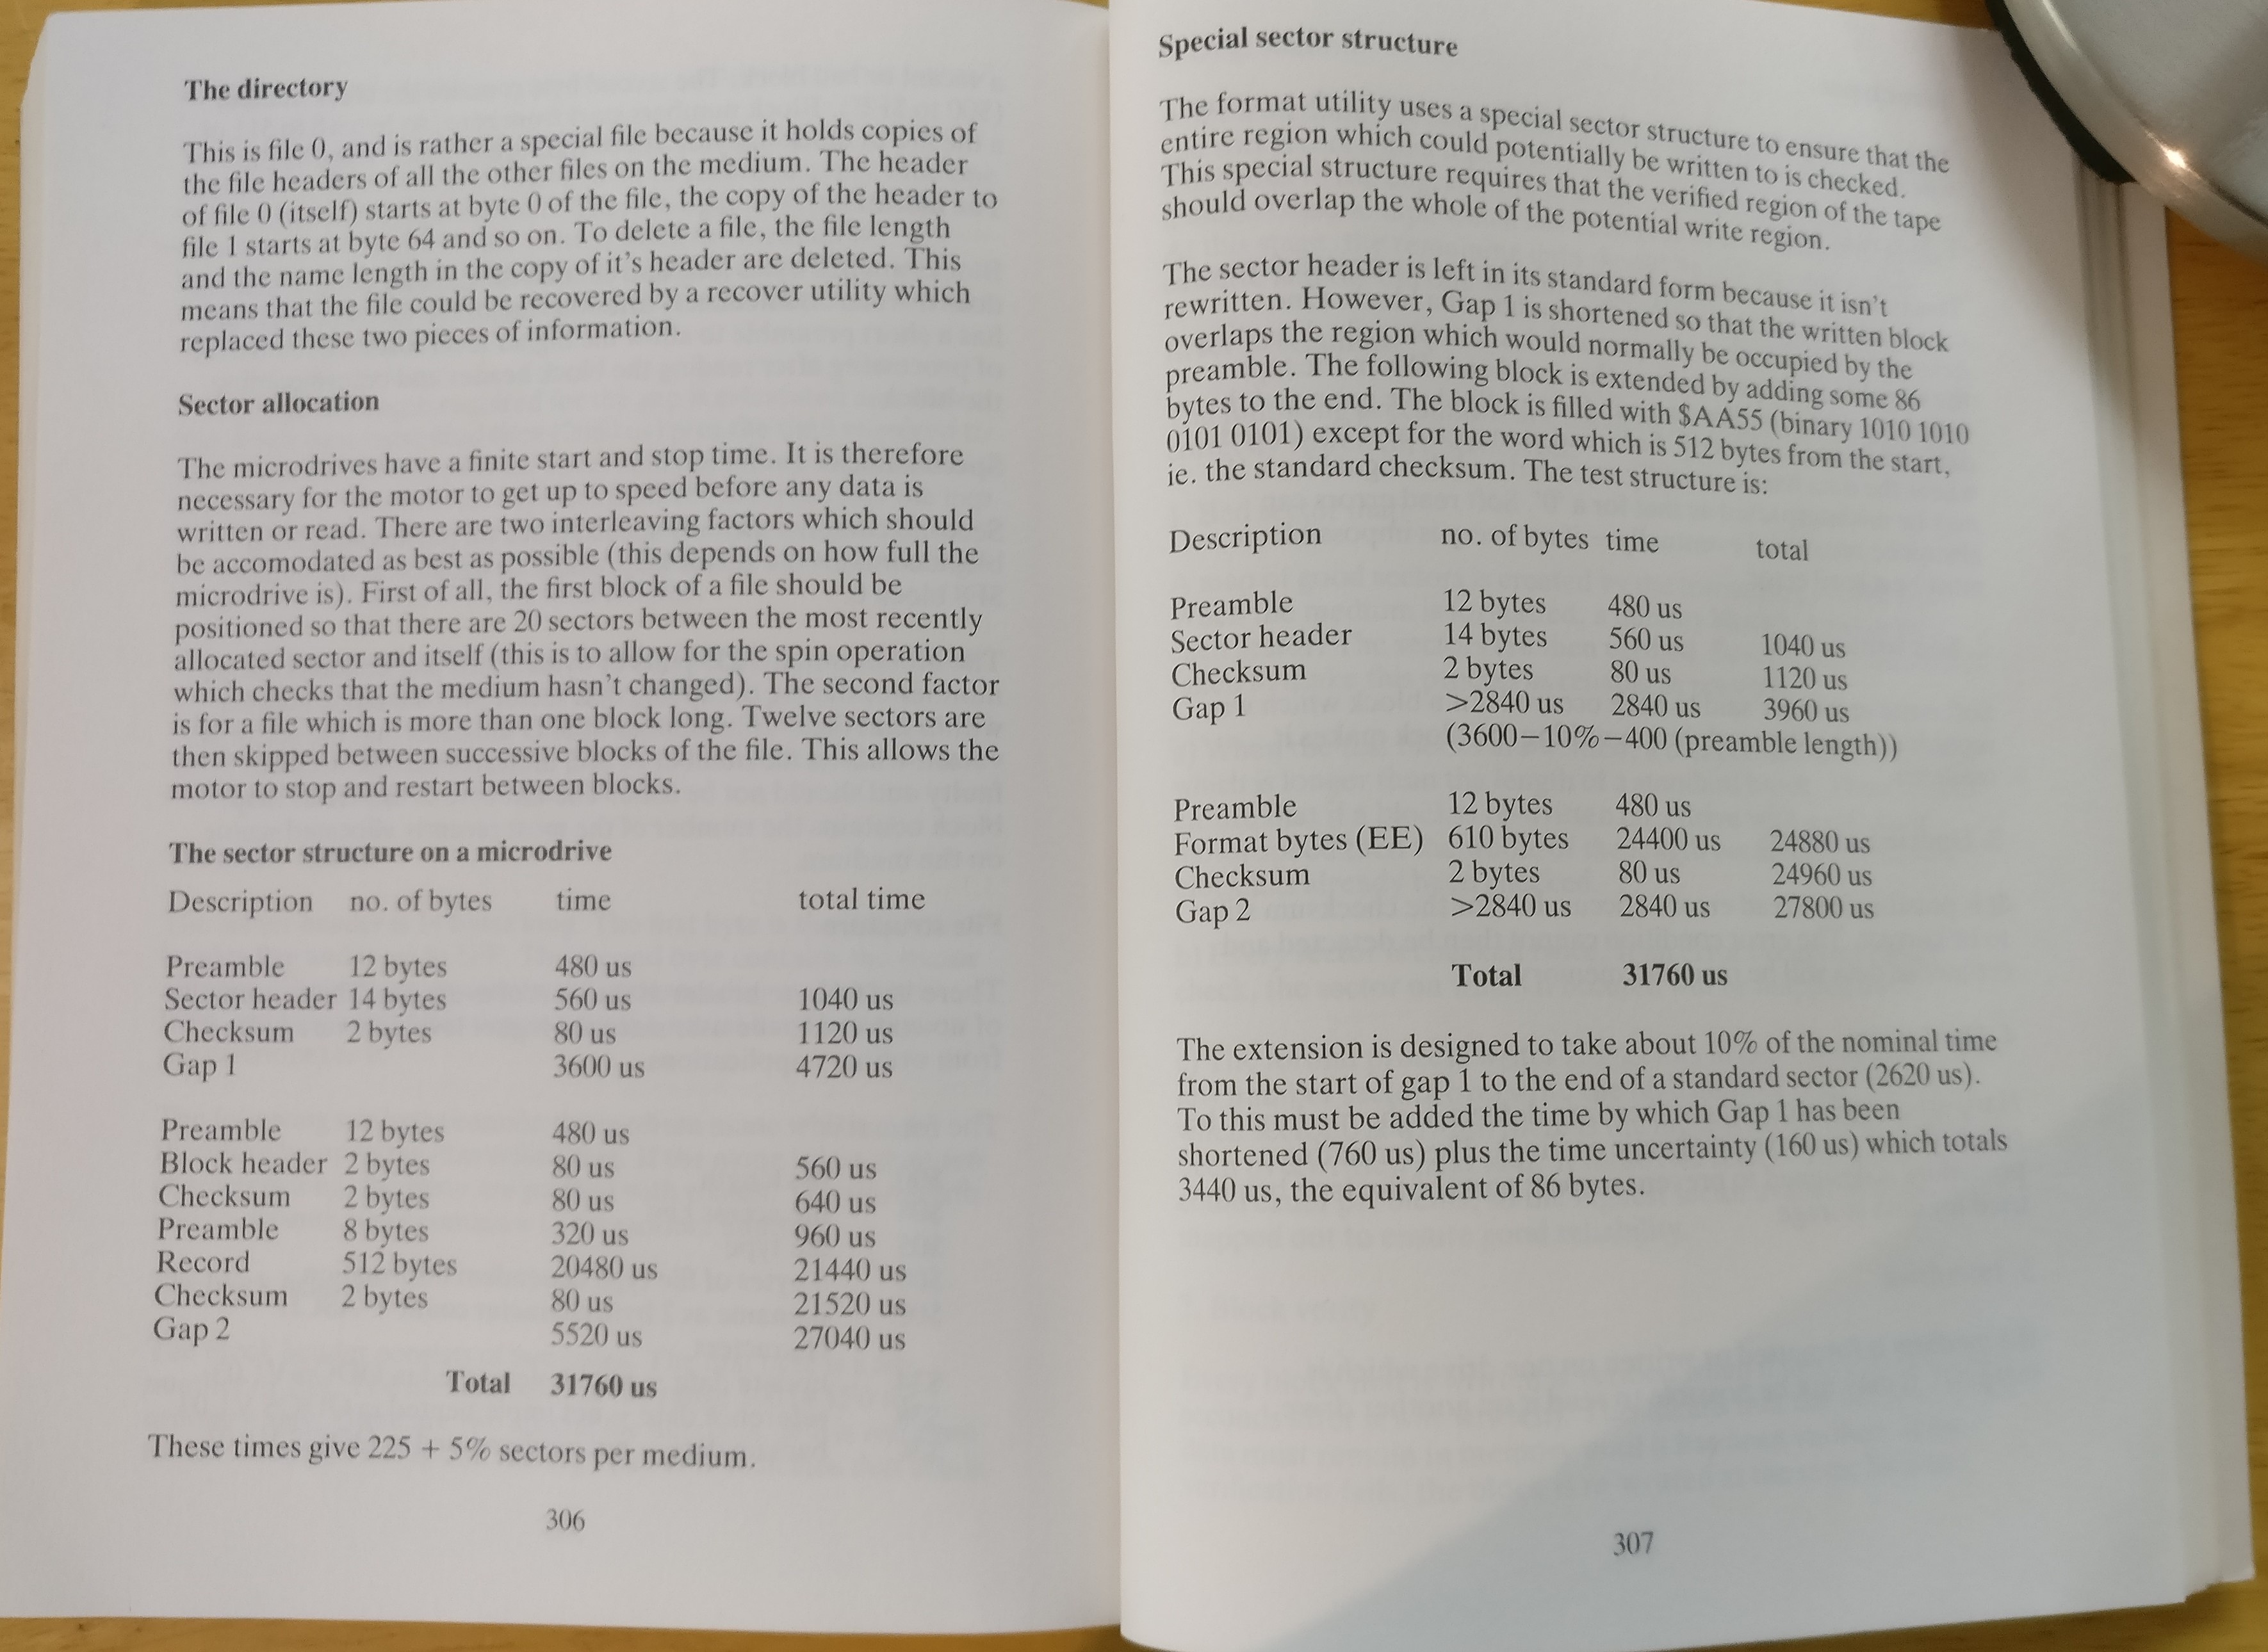 The directory
This is file 0, and is rather a special file because it holds copies of
the file headers of all the other files on the medium. The header
of file 0 (itself) starts at byte 0 of the file, the copy of the header to
file 1 starts at byte 64 and so on. To delete a file, the file length
and the name length in the copy of it's header are deleted. This
means that the file could be recovered by a recover utility which
replaced these two pieces of information.
Sector allocation
The microdrives have a finite start and stop time. It is therefore
necessary for the motor to get up to speed before any data is
written or read. There are two interleaving factors which should
be accomodated as best as possible (this depends on how full the
microdrive is). First of all, the first block of a file should be
positioned so that there are 20 sectors between the most recently
allocated sector and itself (this is to allow for the spin operation
which checks that the medium hasn't changed). The second factor
is for a file which is more than one block long. Twelve sectors are
then skipped between successive blocks of the file. This allows the
motor to stop and restart between blocks.
The sector structure on a microdrive
Description no. of bytes time total time
Preamble 12 bytes 480 us
Sector header 14 bytes 560 us 1040 us
Checksum 2 bytes 80 us 1120 us
Gap 1 3600 us 4720 us
Preamble 12 bytes 480 us
Block header 2 bytes 80 us 560 us
Checksum 2 bytes 80 us 640 us
Preamble 8 bytes 320 us 960 us
Record 512 bytes 20480 us 21440 us
Checksum 2 bytes 80 us 21520 us
Gap 2 5520 us 27040 us
Total 31760 us
These times give 225 + 5% sectors per medium.
306
Special sector structure
The format utility uses a special sector structure to ensure that the
entire region which could potentially be written to is checked.
This special structure requires that the verified region of the tape
should overlap the whole of the potential write region.
The sector header is left in its standard form because it isn't
rewritten. However, Gap 1 is shortened so that the written block
overlaps the region which would normally be occupied by the
preamble. The following block is extended by adding some 86
bytes to the end. The block is filled with $AA55 (binary 1010 1010
0101 0101) except for the word which is 512 bytes from the start,
ie. the standard checksum. The test structure is:
Description no. of bytes time total
Preamble 12 bytes 480 us
Sector header 14 bytes 560 us 1040 us
Checksum 2 bytes 80 us 1120 us
Gap 1 >2840 us 2840 us 3960 us
(3600−10%−400 (preamble length))
Preamble 12 bytes 480 us
Format bytes (EE) 610 bytes 24400 us 24880 us
Checksum 2 bytes 80 us 24960 us
Gap 2 >2840 us 2840 us 27800 us
Total 31760 us
The extension is designed to take about 10% of the nominal time
from the start of gap 1 to the end of a standard sector (2620 us).
To this must be added the time by which Gap 1 has been
shortened (760 us) plus the time uncertainty (160 us) which totals
3440 us, the equivalent of 86 bytes.
307